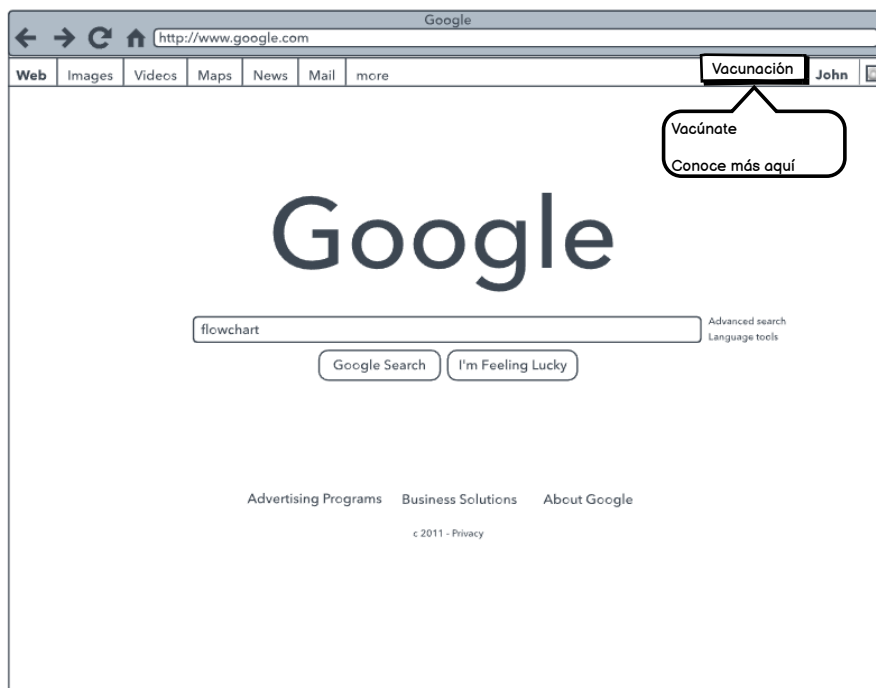 Google
http://www.google.com
Web Images Videos Maps News Mail more Vacunación John
Vacúnate
Conoce más aquí
Google
flowchart
Advanced search
Language tools
Google Search I'm Feeling Lucky
Advertising Programs Business Solutions About Google
c 2011 - Privacy